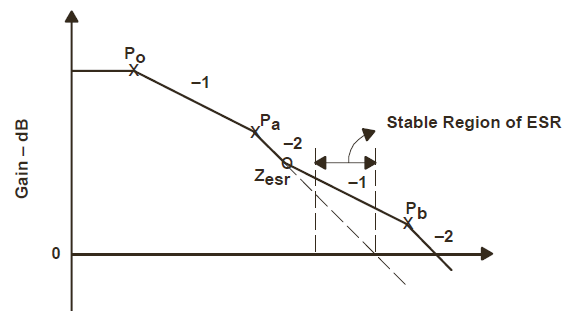 Po
–1
Pa
–2
Stable Region of ESR
Zesr
–1
Pb
–2
Gain – dB
0